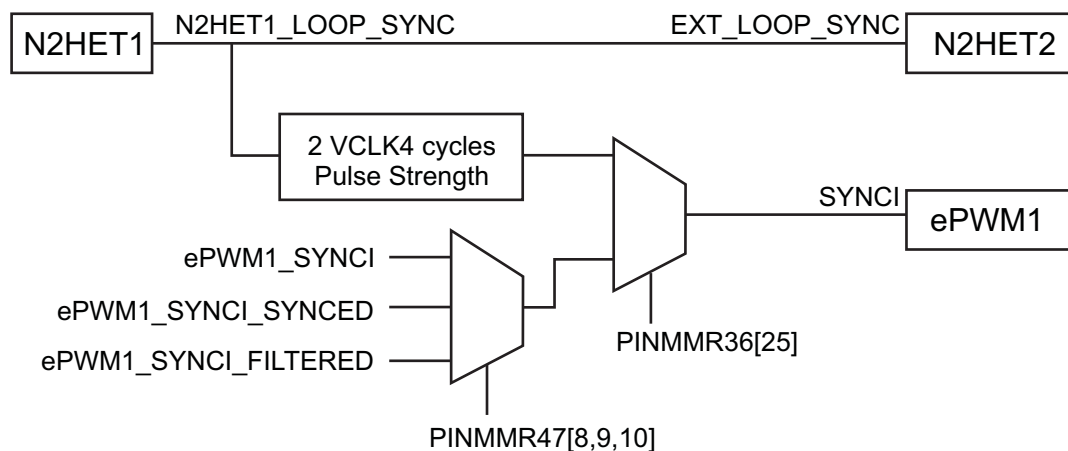 N2HET1
N2HET1_LOOP_SYNC
EXT_LOOP_SYNC
N2HET2
2 VCLK4 cycles
Pulse Strength
SYNCI
ePWM1
ePWM1_SYNCI
ePWM1_SYNCI_SYNCED
ePWM1_SYNCI_FILTERED
PINMMR36[25]
PINMMR47[8,9,10]